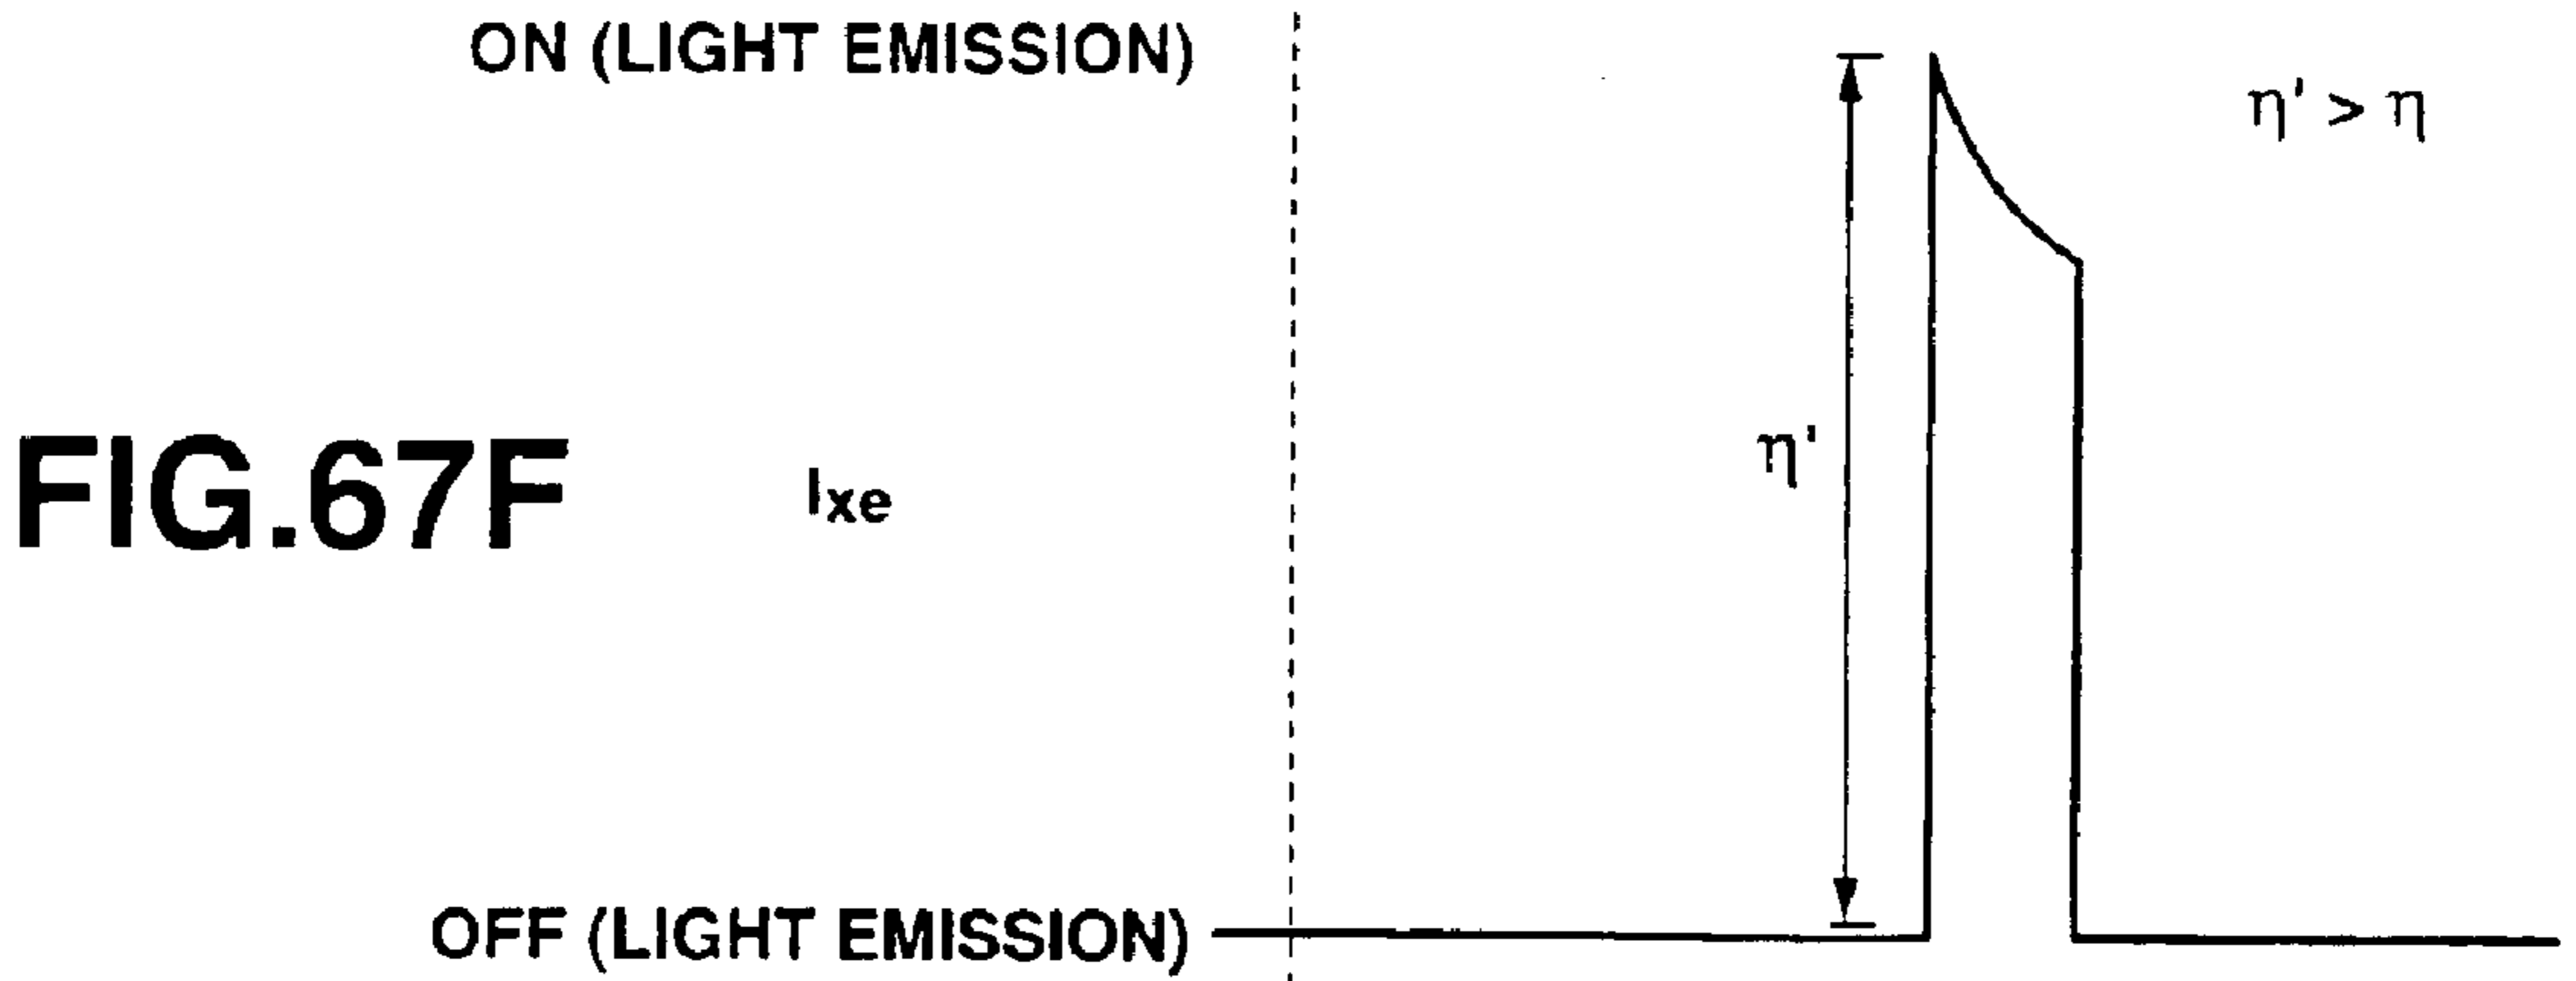 ON (LIGHT EMISSION)
η' > η
η'
FIG.67F
Ixe
OFF (LIGHT EMISSION)